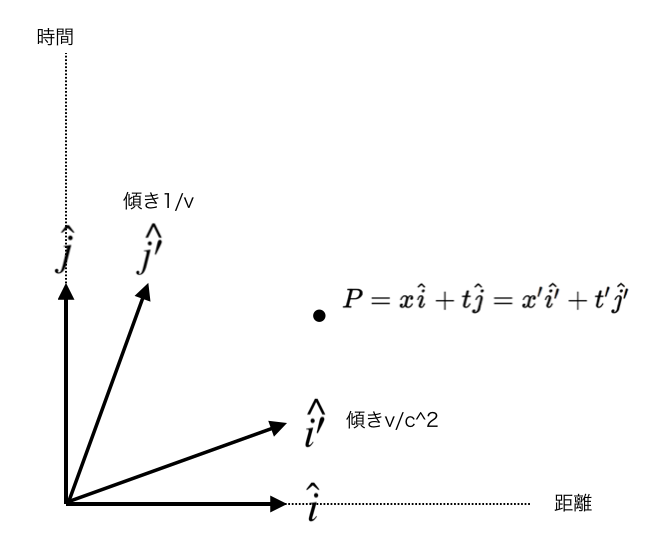 時間
傾き1/v
ĵ
ĵ′
P = xî + tĵ = x′î′ + t′ĵ′
î′
傾きv/c^2
î
距離